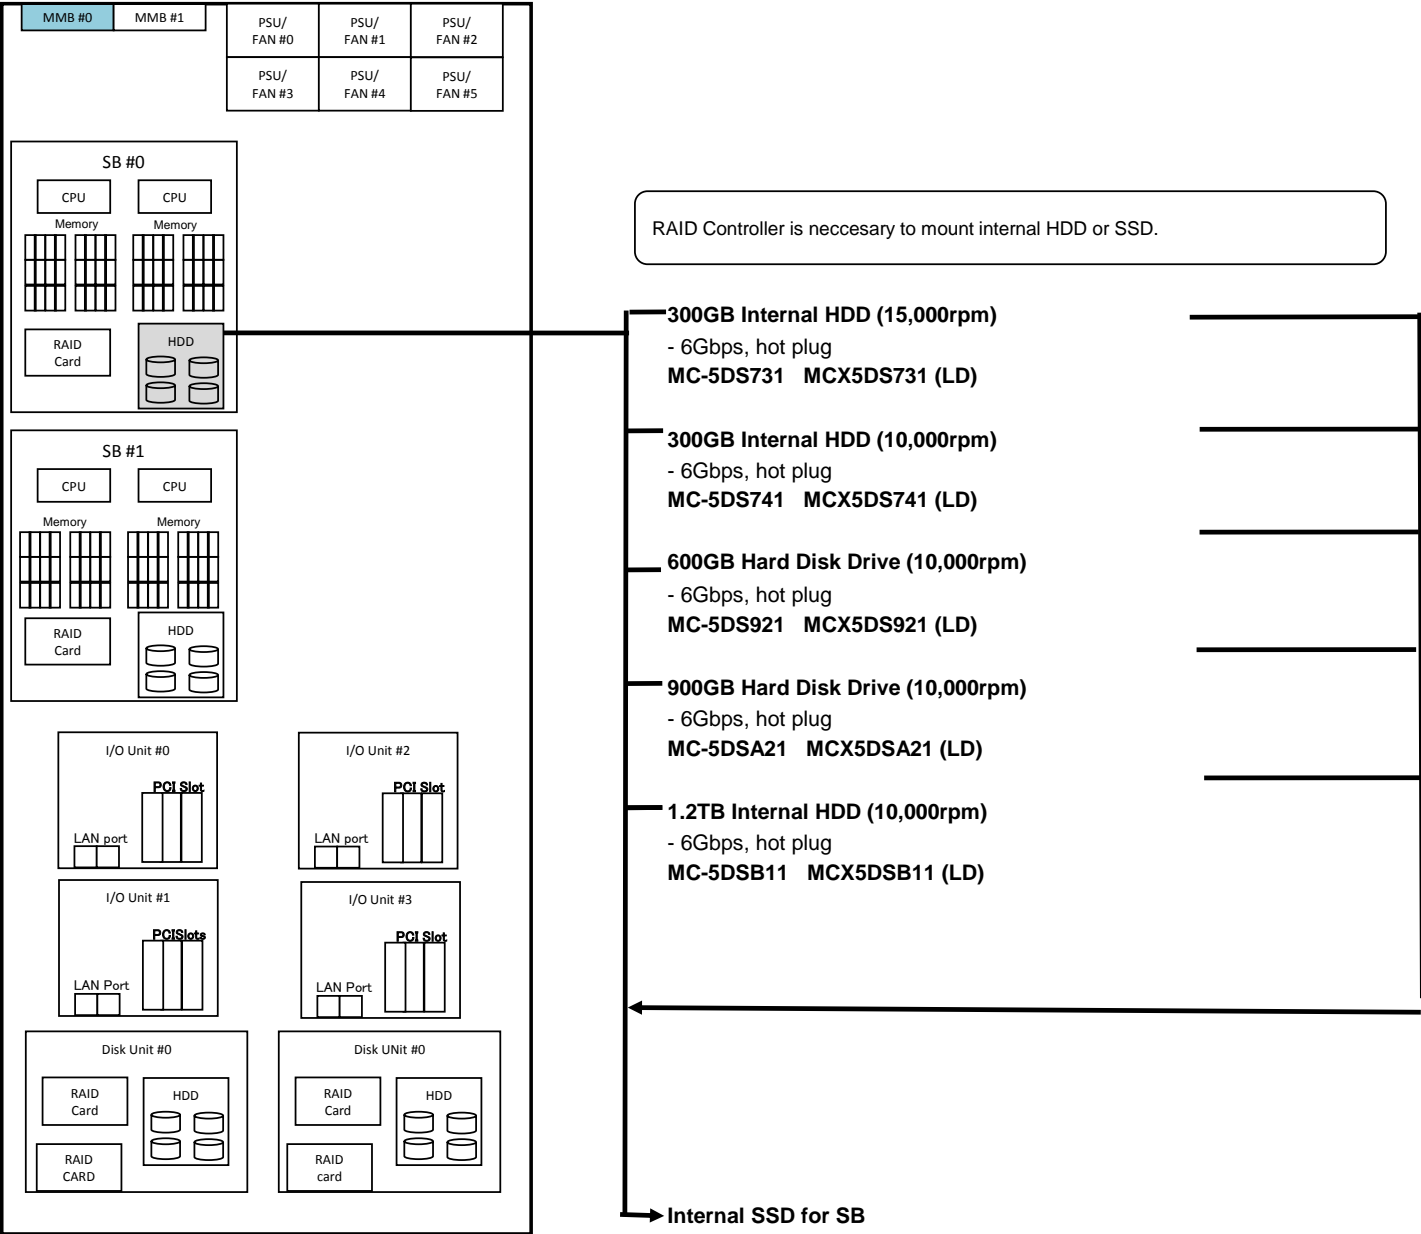 MMB #0
MMB #1
PSU/
FAN #0
PSU/
FAN #1
PSU/
FAN #2
PSU/
FAN #3
PSU/
FAN #4
PSU/
FAN #5
SB #0
CPU
CPU
Memory
Memory
RAID
Card
HDD
SB #1
CPU
CPU
Memory
Memory
RAID
Card
HDD
I/O Unit #0
PCI Slot
LAN port
I/O Unit #2
PCI Slot
LAN port
I/O Unit #1
PCISlots
LAN Port
I/O Unit #3
PCI Slot
LAN Port
Disk Unit #0
RAID
Card
HDD
RAID
CARD
Disk UNit #0
RAID
Card
HDD
RAID
card
RAID Controller is neccesary to mount internal HDD or SSD.
300GB Internal HDD (15,000rpm)
- 6Gbps, hot plug
MC-5DS731 MCX5DS731 (LD)
300GB Internal HDD (10,000rpm)
- 6Gbps, hot plug
MC-5DS741 MCX5DS741 (LD)
600GB Hard Disk Drive (10,000rpm)
- 6Gbps, hot plug
MC-5DS921 MCX5DS921 (LD)
900GB Hard Disk Drive (10,000rpm)
- 6Gbps, hot plug
MC-5DSA21 MCX5DSA21 (LD)
1.2TB Internal HDD (10,000rpm)
- 6Gbps, hot plug
MC-5DSB11 MCX5DSB11 (LD)
Internal SSD for SB